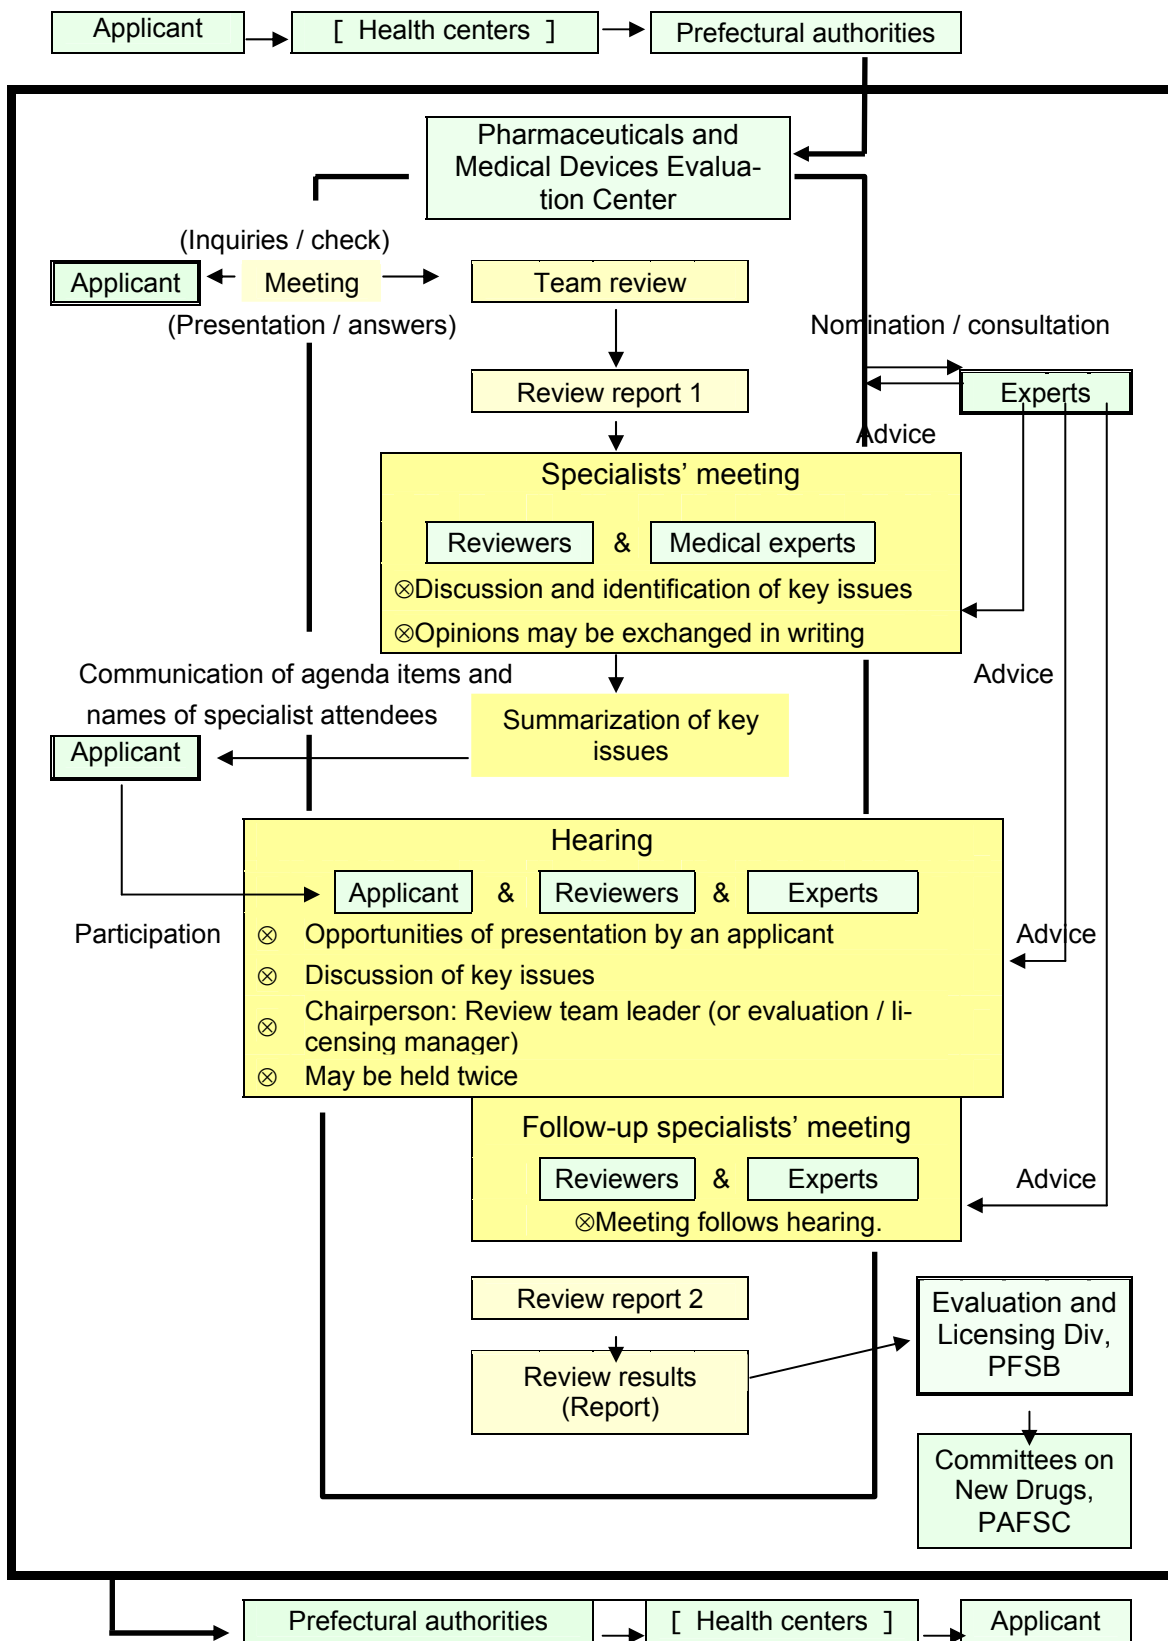 Applicant
[ Health centers ]
Prefectural authorities
Pharmaceuticals and
Medical Devices Evalua-
tion Center
(Inquiries / check)
Applicant
Meeting
Team review
(Presentation / answers)
Nomination / consultation
Review report 1
Experts
Advice
Specialists’ meeting
Reviewers & Medical experts
⊗Discussion and identification of key issues
⊗Opinions may be exchanged in writing
Communication of agenda items and
names of specialist attendees
Advice
Summarization of key
issues
Applicant
Hearing
Applicant & Reviewers & Experts
Participation
⊗ Opportunities of presentation by an applicant
Advice
⊗ Discussion of key issues
⊗ Chairperson: Review team leader (or evaluation / li-
censing manager)
⊗ May be held twice
Follow-up specialists’ meeting
Reviewers & Experts
Advice
⊗Meeting follows hearing.
Review report 2
Evaluation and
Licensing Div,
PFSB
Review results
(Report)
Committees on
New Drugs,
PAFSC
Prefectural authorities
[ Health centers ]
Applicant